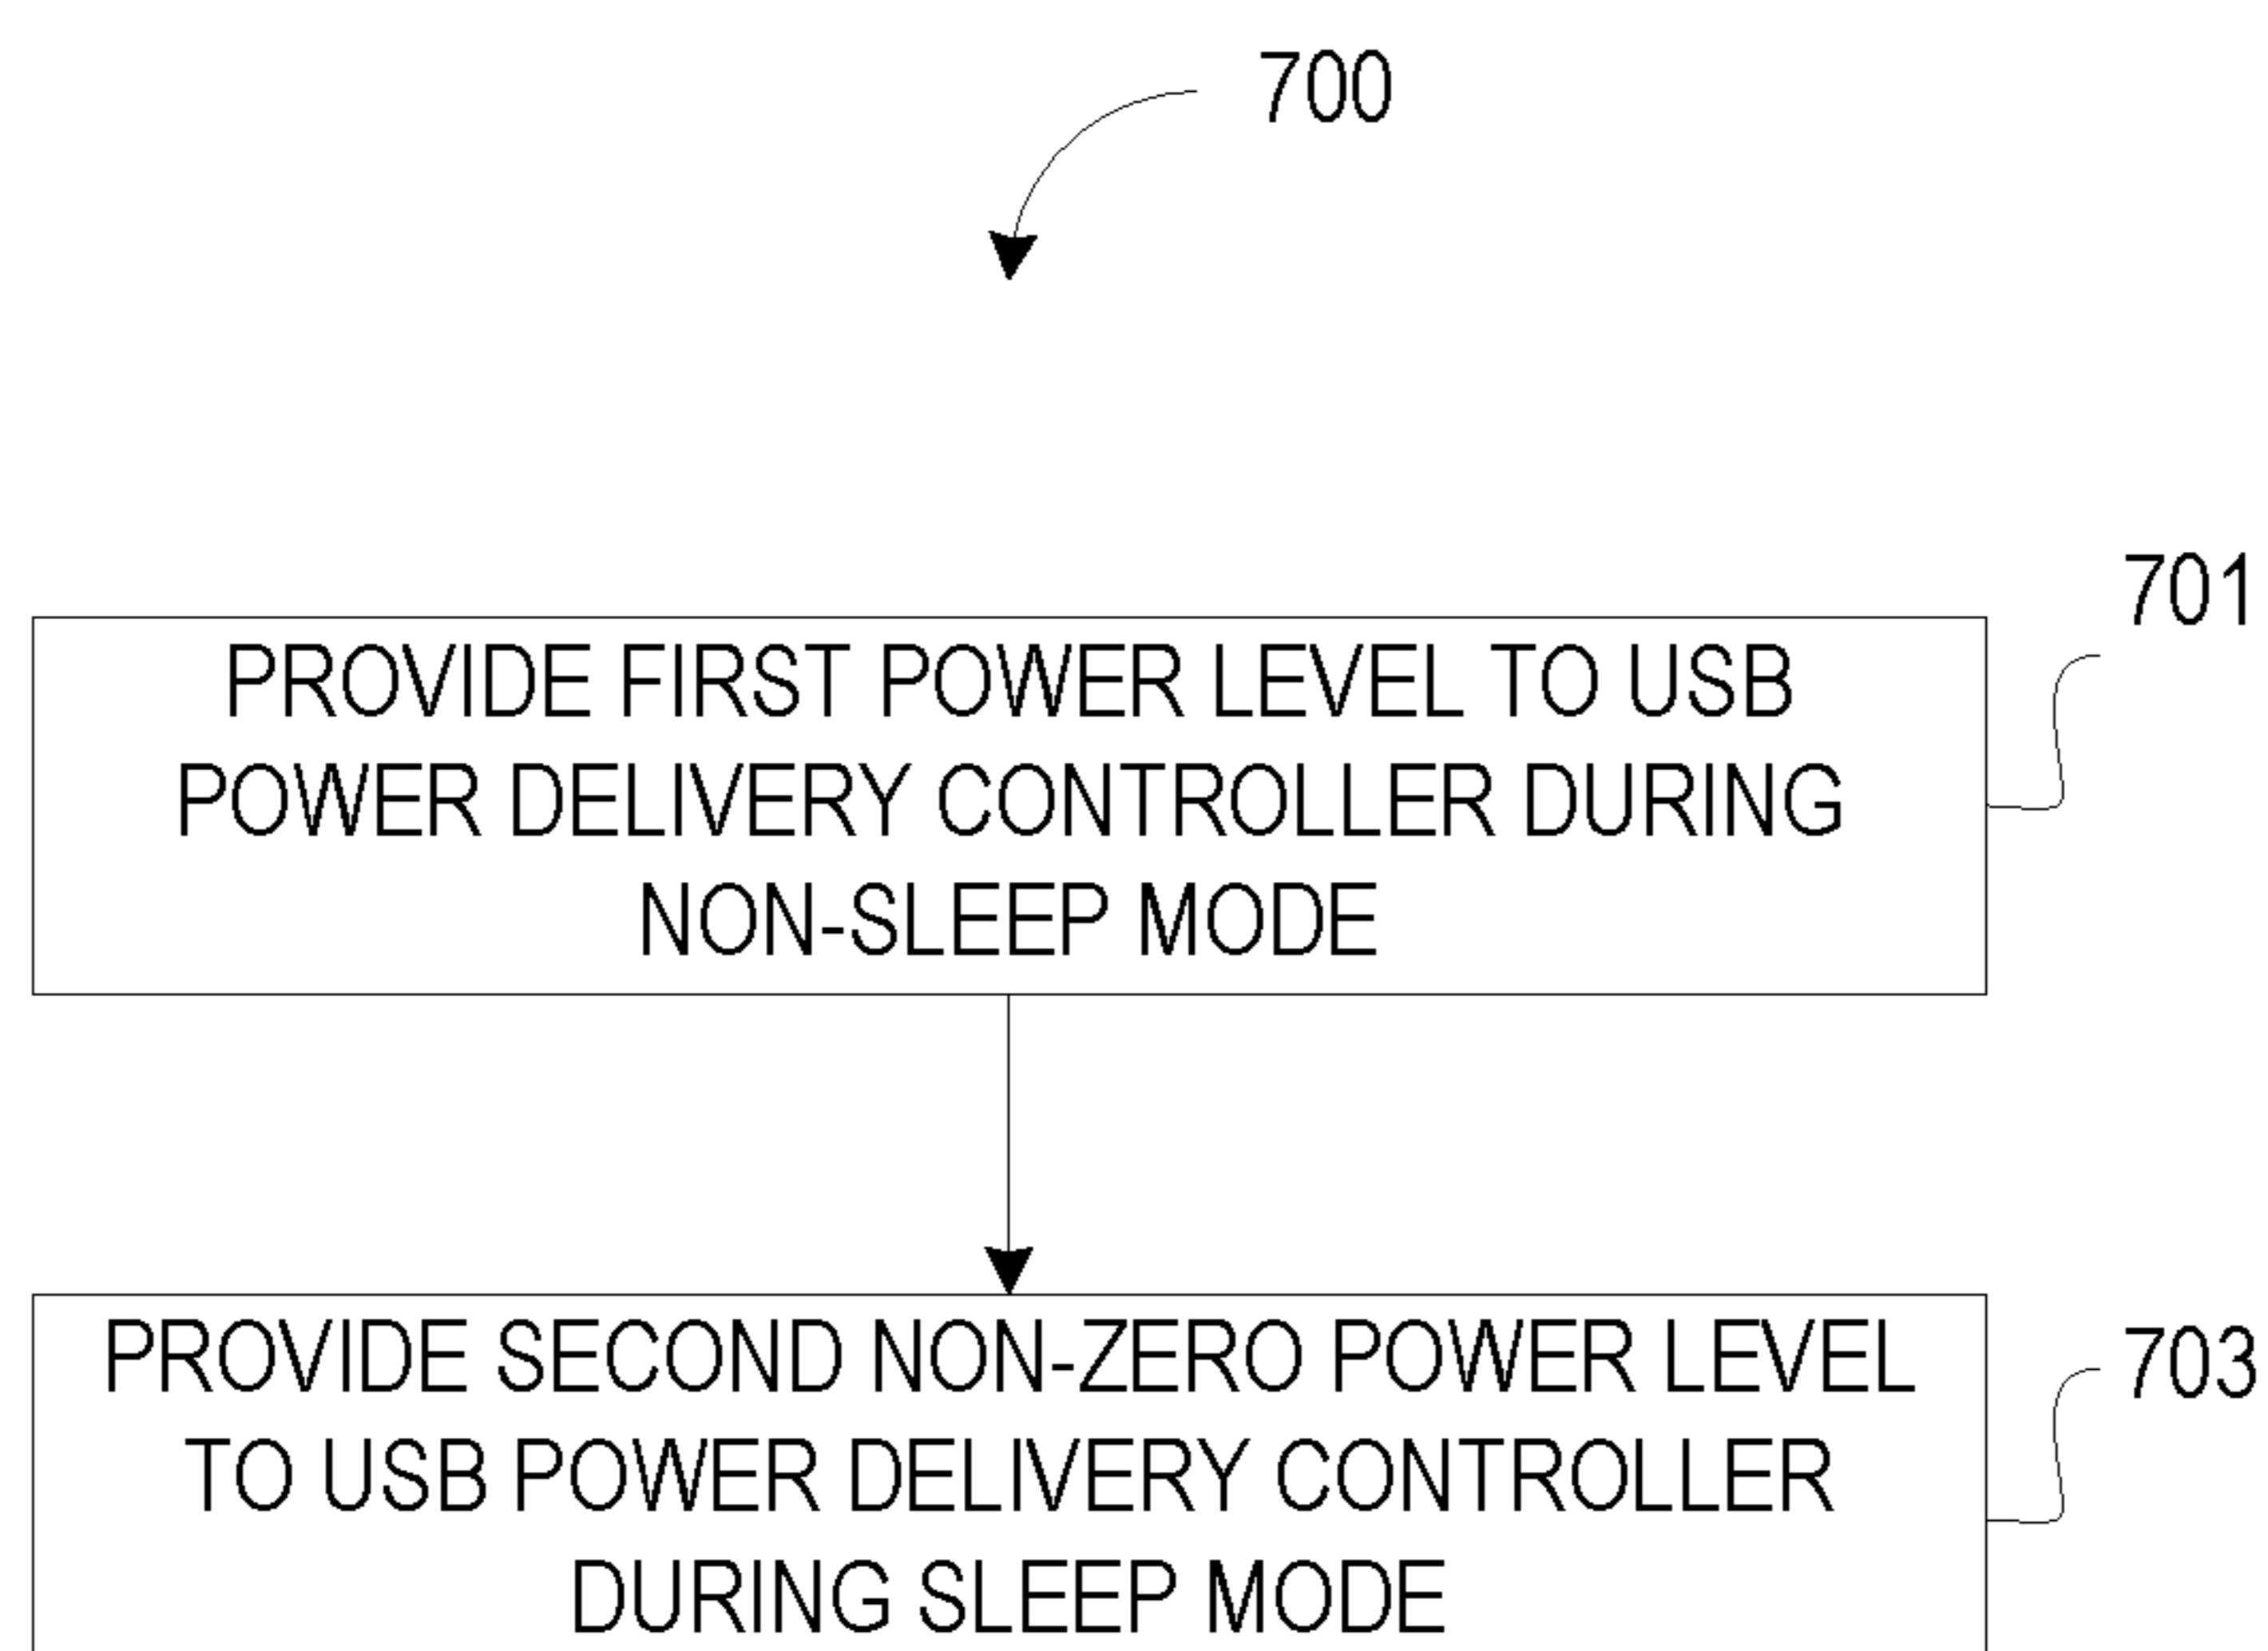 700
701
PROVIDE FIRST POWER LEVEL TO USB
POWER DELIVERY CONTROLLER DURING
NON-SLEEP MODE
703
PROVIDE SECOND NON-ZERO POWER LEVEL
TO USB POWER DELIVERY CONTROLLER
DURING SLEEP MODE